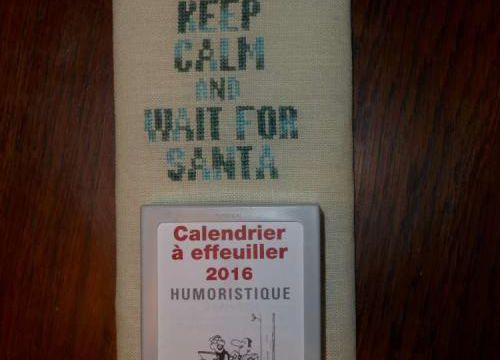 KEEP
CALM
AND
WAIT FOR
SANTA
Calendrier
à effeuiller
2016
HUMORISTIQUE